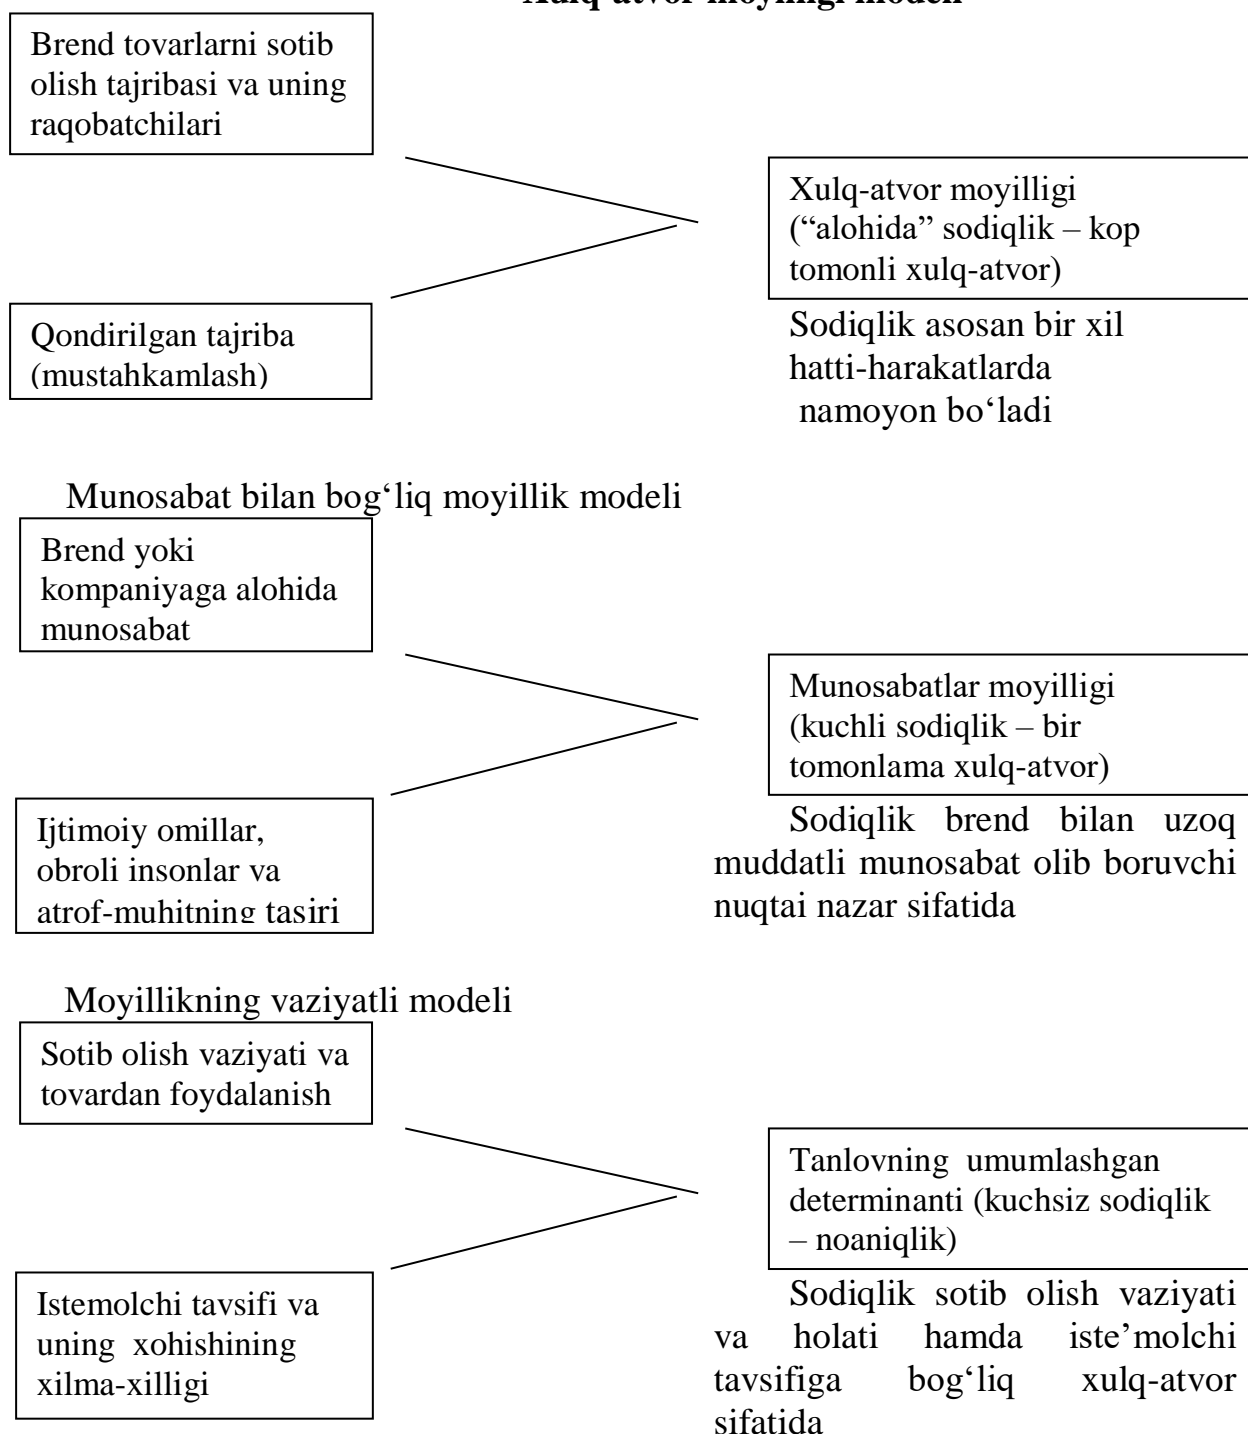 Xulq-atvor moyilligi modeli
Brend tovarlarni sotib
olish tajribasi va uning
raqobatchilari
Xulq-atvor moyilligi
(“alohida” sodiqlik – kop
tomonli xulq-atvor)
Qondirilgan tajriba
(mustahkamlash)
Sodiqlik asosan bir xil
hatti-harakatlarda
namoyon bo‘ladi
Munosabat bilan bog‘liq moyillik modeli
Brend yoki
kompaniyaga alohida
munosabat
Munosabatlar moyilligi
(kuchli sodiqlik – bir
tomonlama xulq-atvor)
Ijtimoiy omillar,
obroli insonlar va
atrof-muhitning tasiri
Sodiqlik brend bilan uzoq
muddatli munosabat olib boruvchi
nuqtai nazar sifatida
Moyillikning vaziyatli modeli
Sotib olish vaziyati va
tovardan foydalanish
Tanlovning umumlashgan
determinanti (kuchsiz sodiqlik
– noaniqlik)
Istemolchi tavsifi va
uning xohishining
xilma-xilligi
Sodiqlik sotib olish vaziyati
va holati hamda iste’molchi
tavsifiga bog‘liq xulq-atvor
sifatida